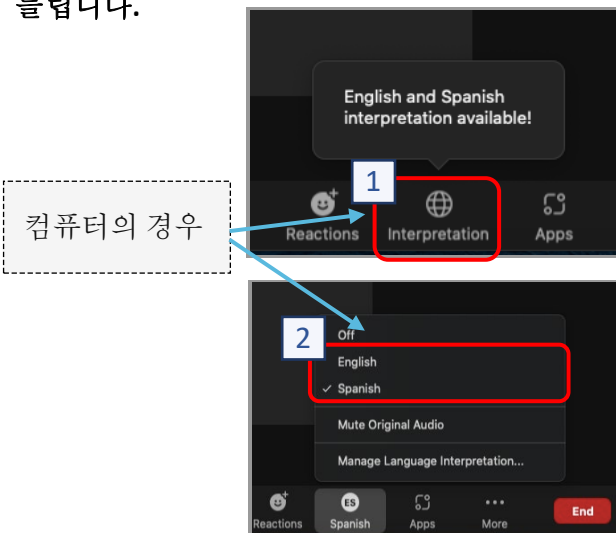 들립니다.
English and Spanish
interpretation available!
1
Reactions Interpretation Apps
컴퓨터의 경우
2
Off
English
✓ Spanish
Mute Original Audio
Manage Language Interpretation...
ES
Reactions Spanish Apps More End